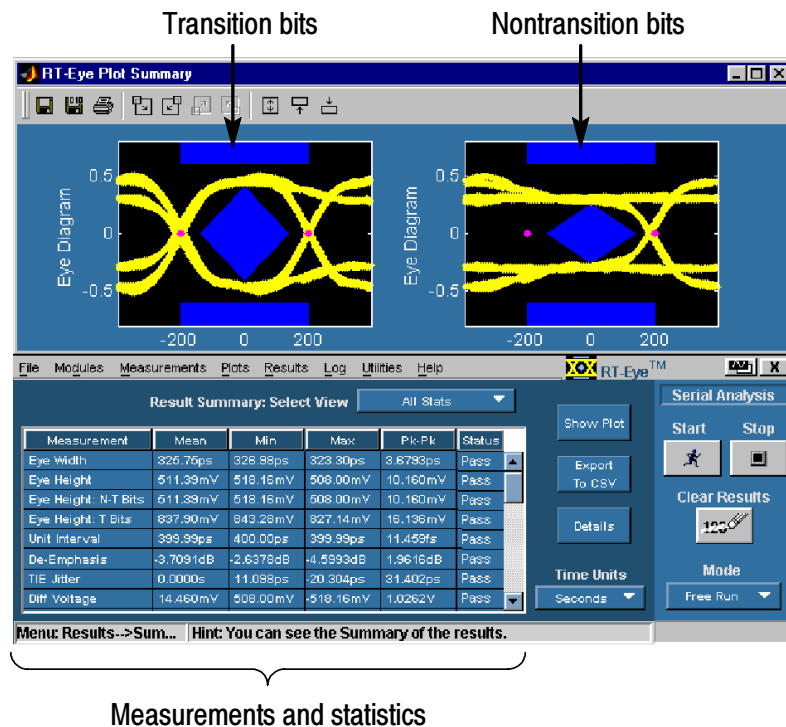 Transition bits
Nontransition bits
RT-Eye Plot Summary
Eye Diagram
0.5
0
-0.5
-200 0 200
Eye Diagram
0.5
0
-0.5
-200 0 200
File Modules Measurements Plots Results Log Utilities Help
RT-Eye™
Result Summary: Select View All Stats
Measurement Mean Min Max Pk-Pk Status
Eye Width 325.75ps 326.98ps 323.30ps 3.6793ps Pass
Eye Height 511.39mV 518.16mV 508.00mV 10.160mV Pass
Eye Height: N-T Bits 511.39mV 518.16mV 508.00mV 10.160mV Pass
Eye Height: T Bits 837.90mV 843.28mV 827.14mV 16.138mV Pass
Unit Interval 399.99ps 400.00ps 399.99ps 11.459fs Pass
De-Emphasis -3.7091dB -2.6378dB -4.5993dB 1.9616dB Pass
TIE Jitter 0.0000s 11.098ps -20.304ps 31.402ps Pass
Diff Voltage 14.460mV 508.00mV -518.16mV 1.0262V Pass
Show Plot
Export
To CSV
Details
Time Units
Seconds
Serial Analysis
Start Stop
Clear Results
123
Mode
Free Run
Menu: Results-->Sum... Hint: You can see the Summary of the results.
Measurements and statistics